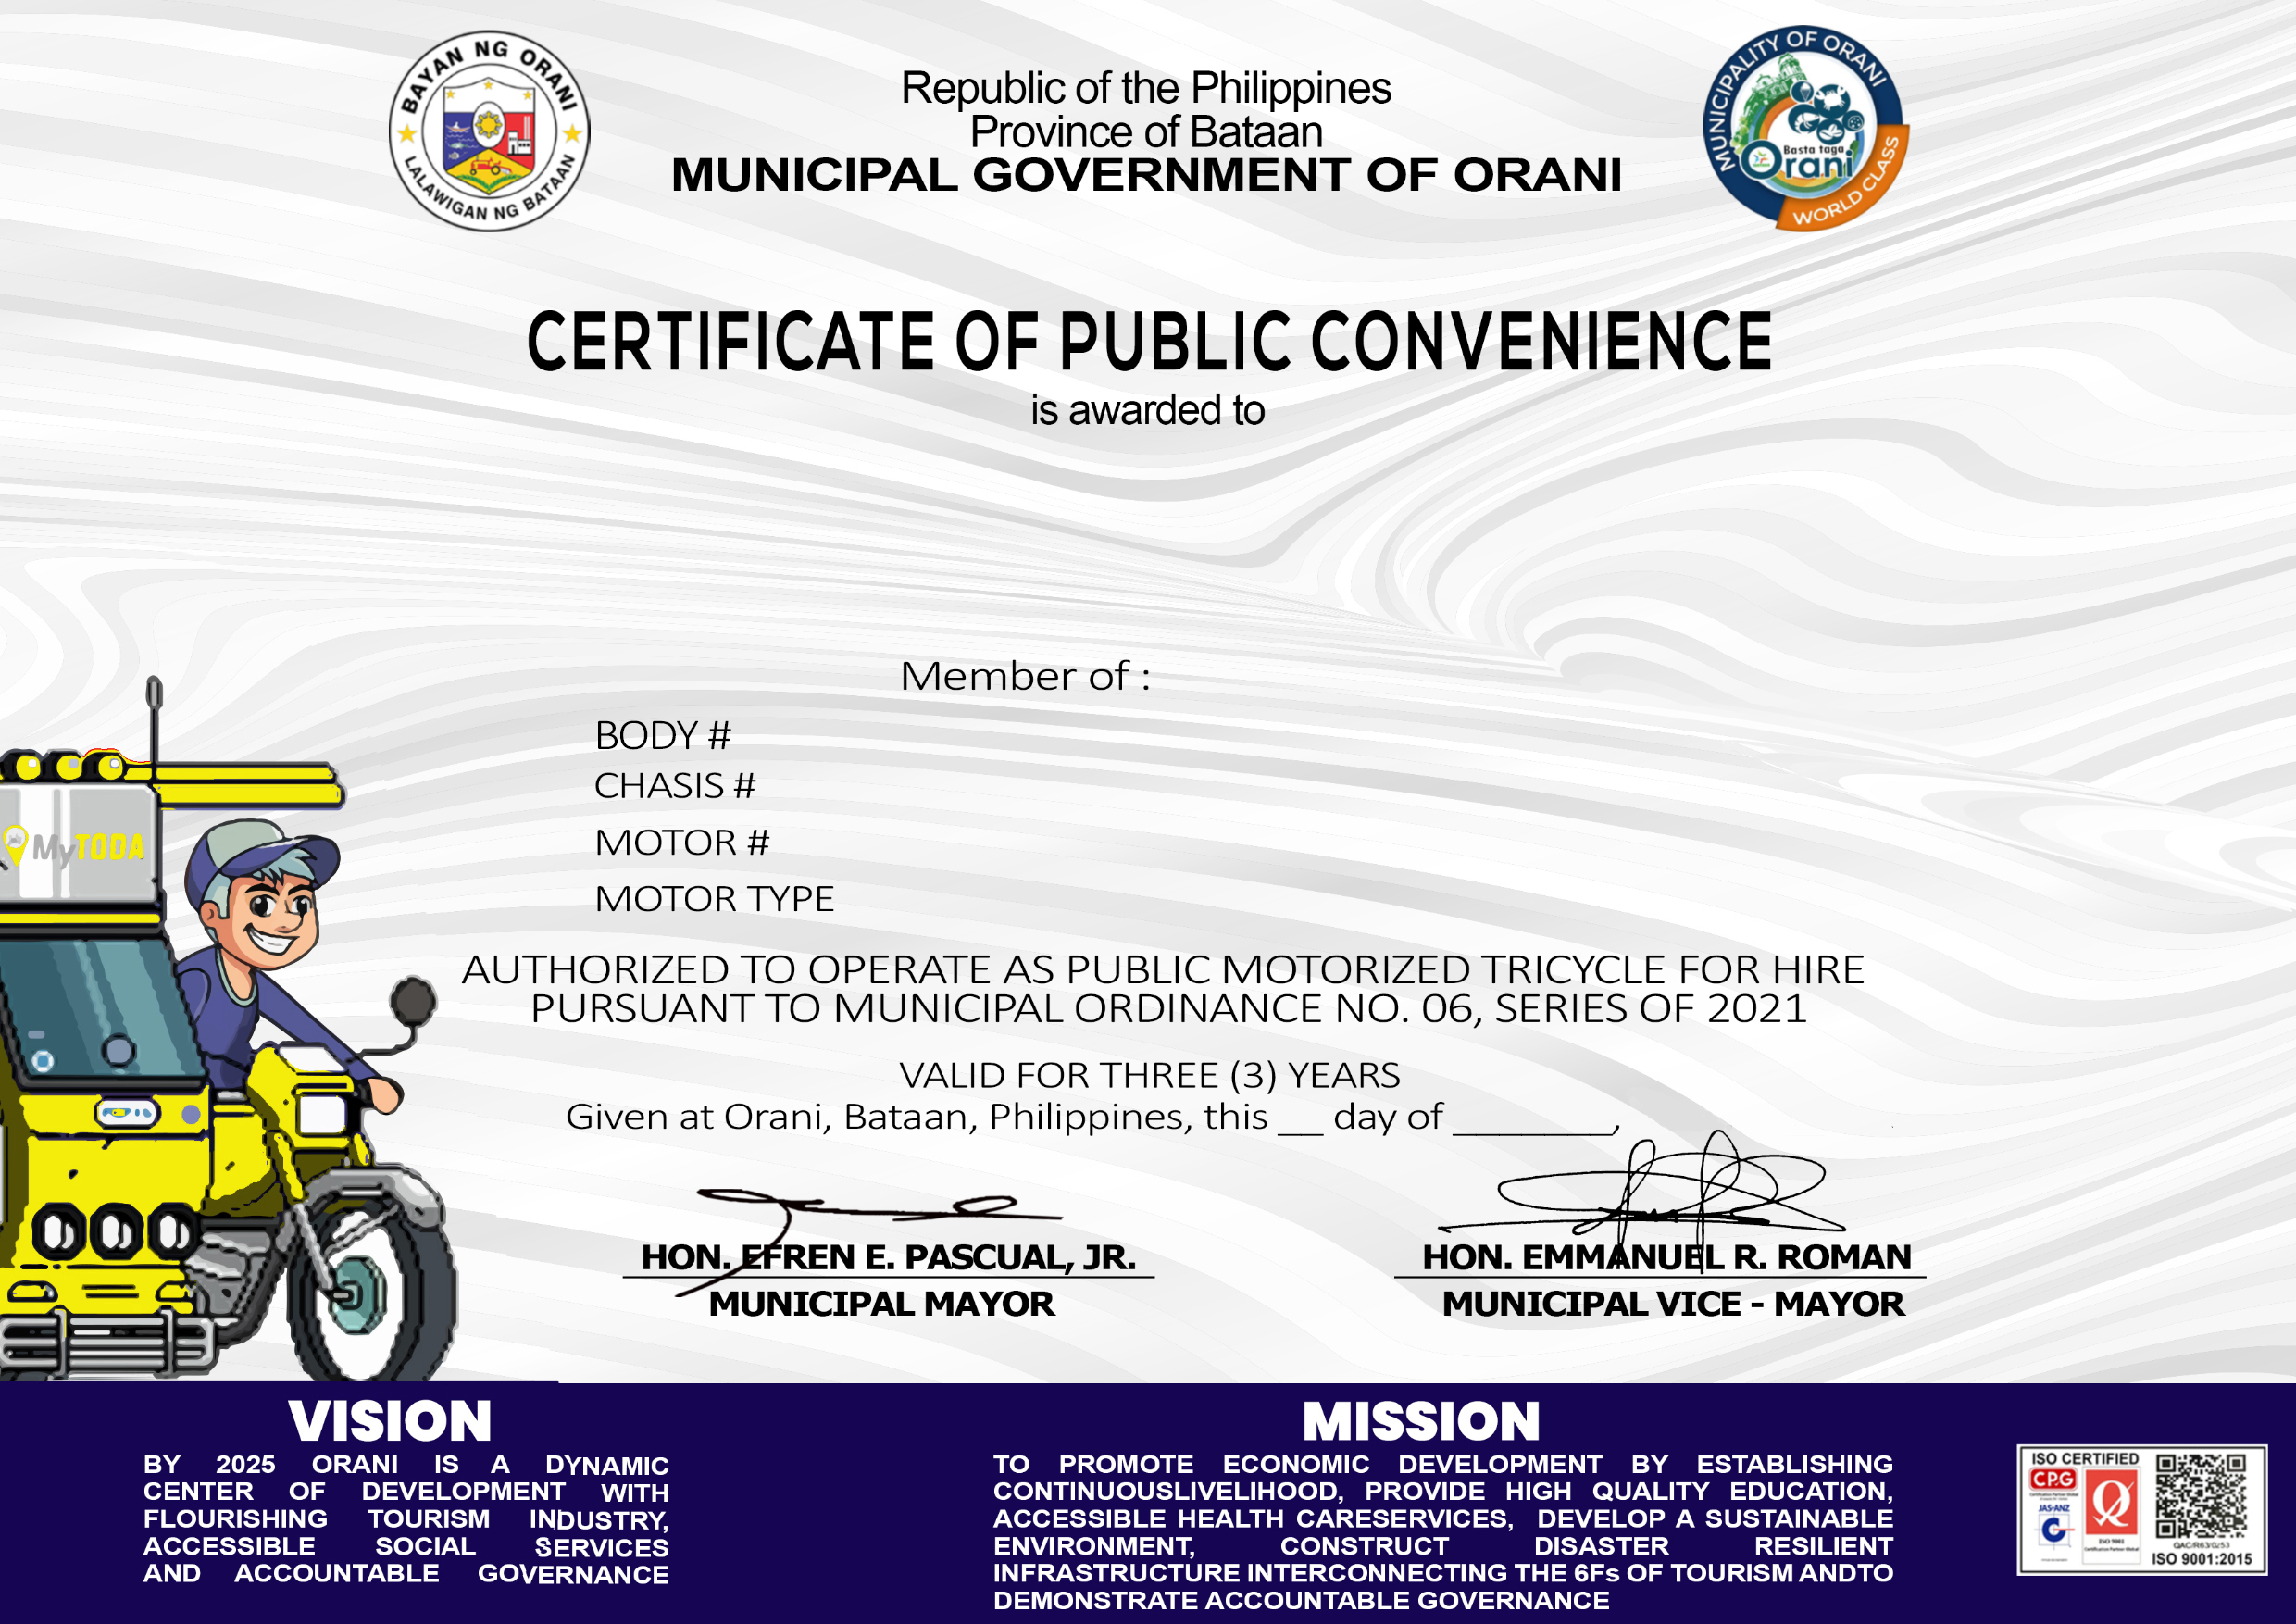 BAYAN NG ORANI
LALAWIGAN NG BATAAN
Republic of the Philippines
Province of Bataan
MUNICIPAL GOVERNMENT OF ORANI
MUNICIPALITY OF ORANI
Basta taga
Orani
WORLD CLASS
CERTIFICATE OF PUBLIC CONVENIENCE
is awarded to
Member of :
BODY #
CHASIS #
MOTOR #
MOTOR TYPE
MyTODA
AUTHORIZED TO OPERATE AS PUBLIC MOTORIZED TRICYCLE FOR HIRE
PURSUANT TO MUNICIPAL ORDINANCE NO. 06, SERIES OF 2021
VALID FOR THREE (3) YEARS
Given at Orani, Bataan, Philippines, this __ day of _______,
HON. EFREN E. PASCUAL, JR.
MUNICIPAL MAYOR
HON. EMMANUEL R. ROMAN
MUNICIPAL VICE - MAYOR
VISION
BY 2025 ORANI IS A DYNAMIC
CENTER OF DEVELOPMENT WITH
FLOURISHING TOURISM INDUSTRY,
ACCESSIBLE SOCIAL SERVICES
AND ACCOUNTABLE GOVERNANCE
MISSION
TO PROMOTE ECONOMIC DEVELOPMENT BY ESTABLISHING
CONTINUOUSLIVELIHOOD, PROVIDE HIGH QUALITY EDUCATION,
ACCESSIBLE HEALTH CARESERVICES, DEVELOP A SUSTAINABLE
ENVIRONMENT, CONSTRUCT DISASTER RESILIENT
INFRASTRUCTURE INTERCONNECTING THE 6Fs OF TOURISM ANDTO
DEMONSTRATE ACCOUNTABLE GOVERNANCE
ISO CERTIFIED
CPG
JAS-ANZ
ISO 9001
ISO 9001:2015